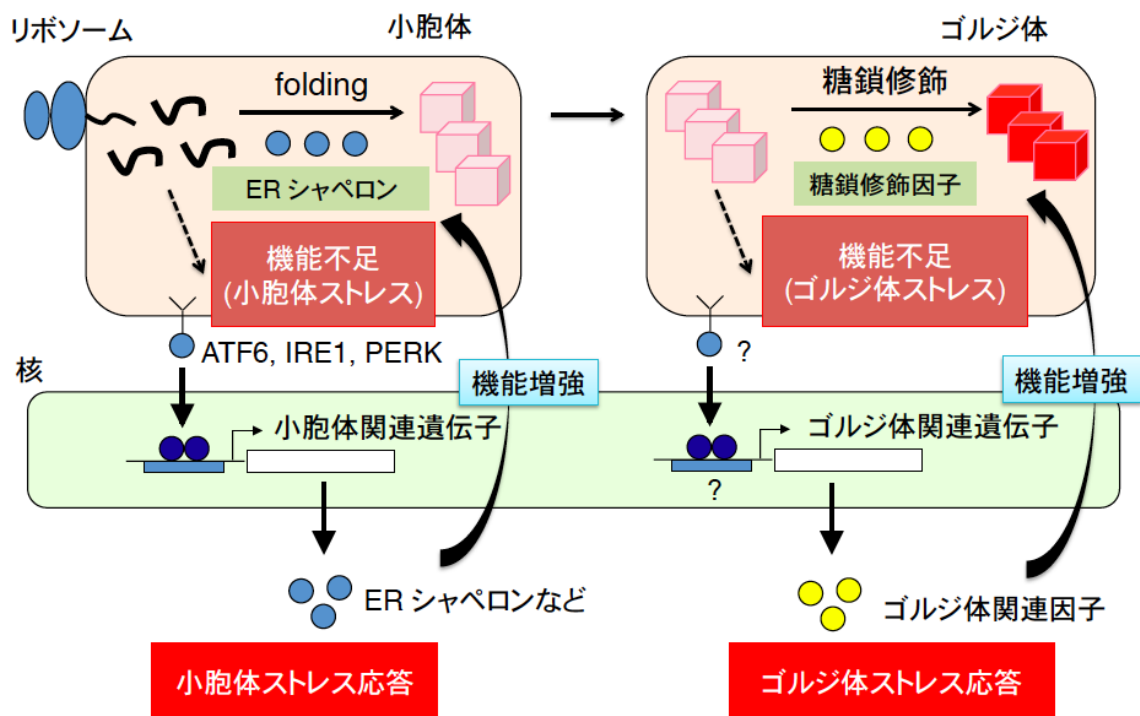 リボソーム
小胞体
folding
ER シャペロン
機能不足
(小胞体ストレス)
ATF6, IRE1, PERK
ゴルジ体
糖鎖修飾
糖鎖修飾因子
機能不足
(ゴルジ体ストレス)
?
核
機能増強
機能増強
小胞体関連遺伝子
ゴルジ体関連遺伝子
?
ER シャペロンなど
ゴルジ体関連因子
小胞体ストレス応答
ゴルジ体ストレス応答